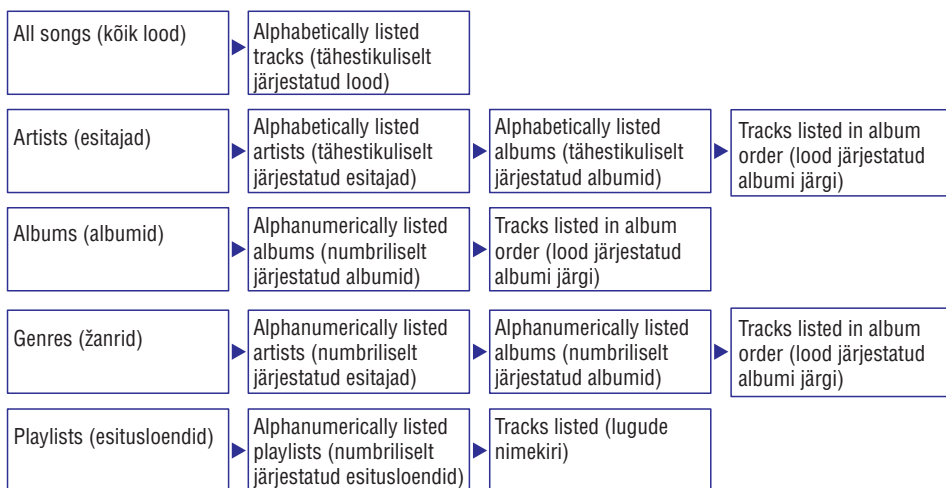 All songs (kõik lood)
Alphabetically listed
tracks (tähestikuliselt
järjestatud lood)
Artists (esitajad)
Alphabetically listed
artists (tähestikuliselt
järjestatud esitajad)
Alphabetically listed
albums (tähestikuliselt
järjestatud albumid)
Tracks listed in album
order (lood järjestatud
albumi järgi)
Albums (albumid)
Alphanumerically listed
albums (numbriliselt
järjestatud albumid)
Tracks listed in album
order (lood järjestatud
albumi järgi)
Genres (žanrid)
Alphanumerically listed
artists (numbriliselt
järjestatud esitajad)
Alphanumerically listed
albums (numbriliselt
järjestatud albumid)
Tracks listed in album
order (lood järjestatud
albumi järgi)
Playlists (esitusloendid)
Alphanumerically listed
playlists (numbriliselt
järjestatud esitusloendid)
Tracks listed (lugude
nimekiri)